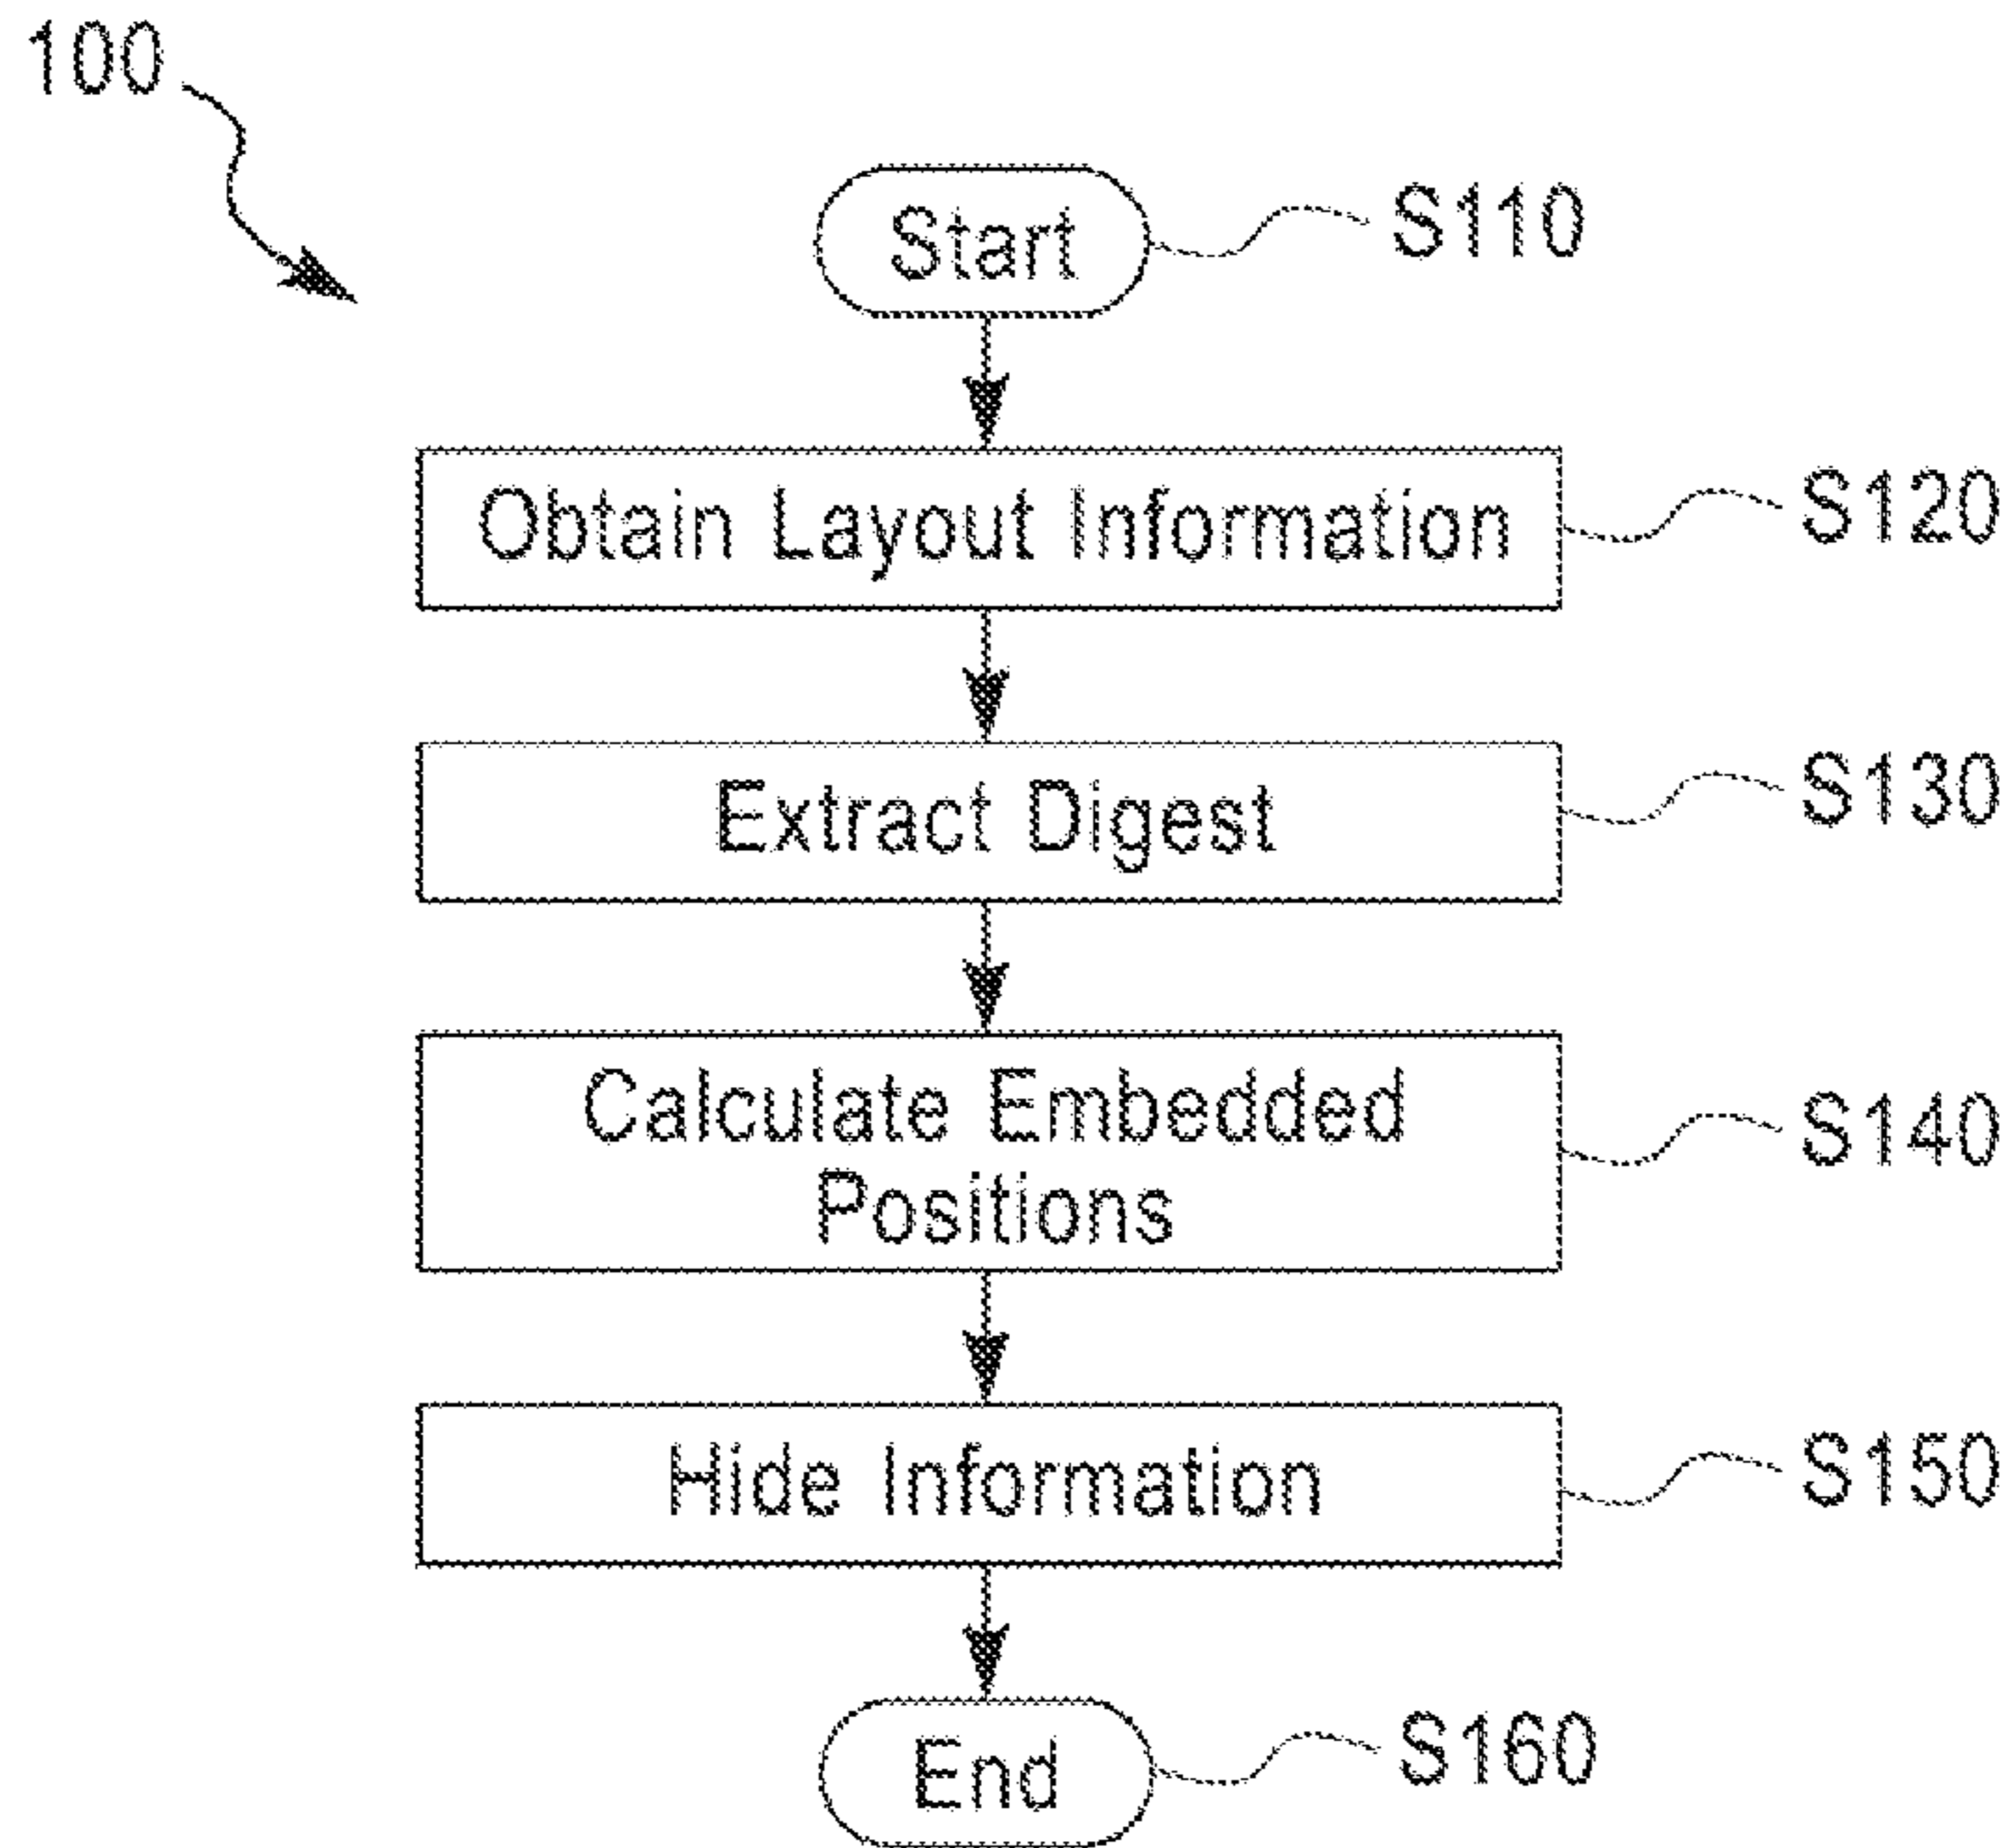 100
Start
S110
Obtain Layout Information
S120
Extract Digest
S130
Calculate Embedded
Positions
S140
Hide Information
S150
End
S160